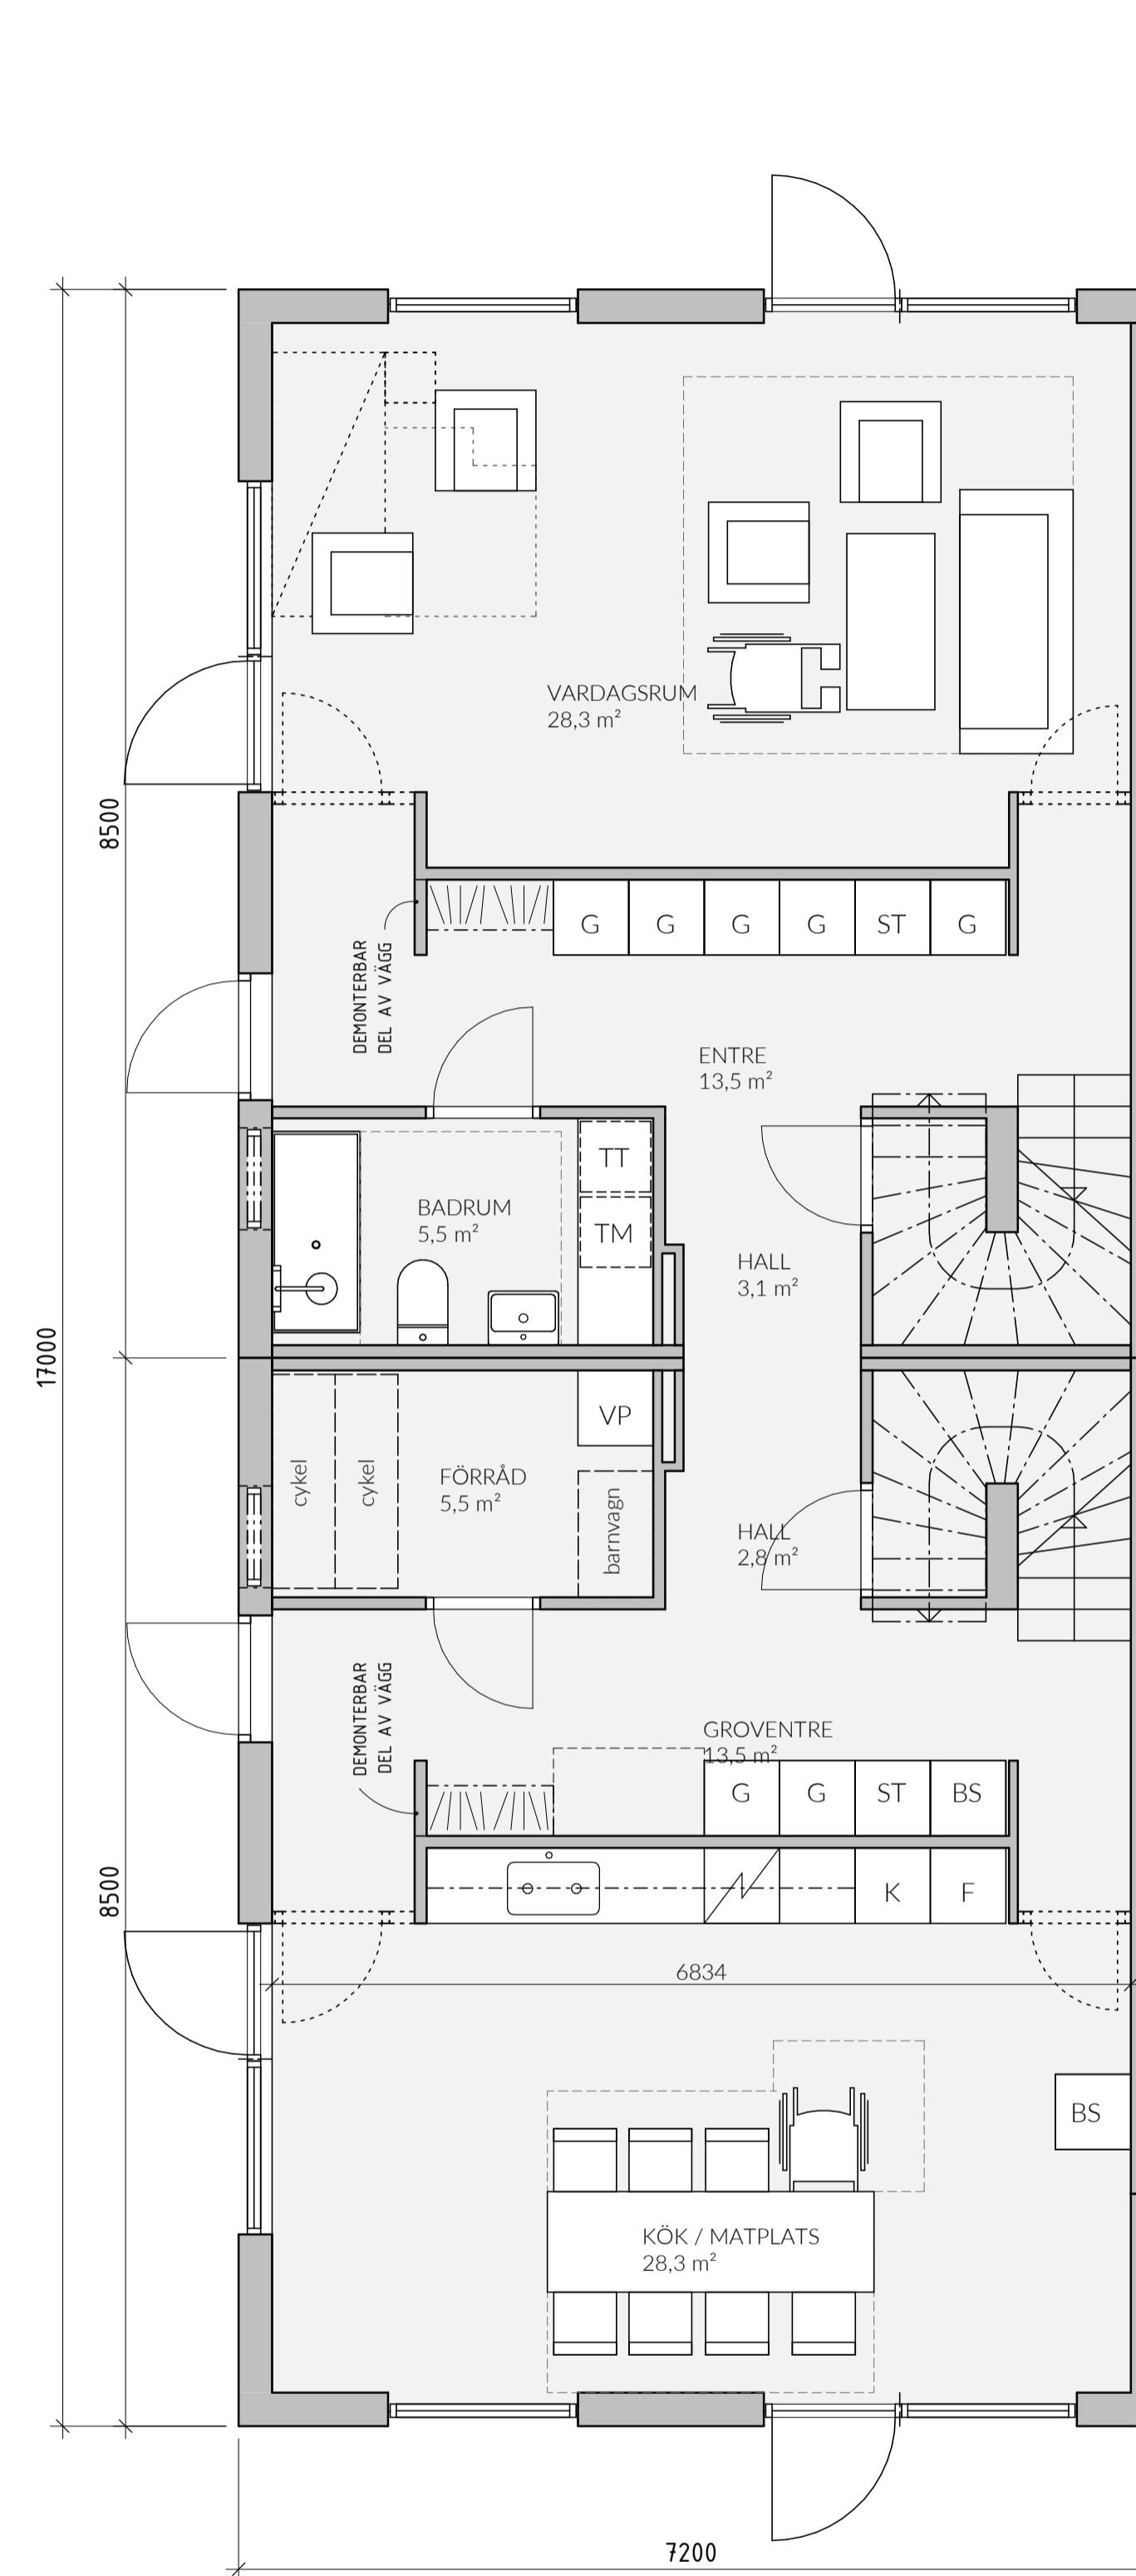 VARDAGSRUM
28,3 m²
8500
DEMONTERBAR
DEL AV VÄGG
G
G
G
G
ST
G
ENTRE
13,5 m²
TT
TM
BADRUM
5,5 m²
HALL
3,1 m²
17000
VP
cykel
cykel
FÖRRÅD
5,5 m²
barnvagn
HALL
2,8 m²
DEMONTERBAR
DEL AV VÄGG
GROVENTRE
13,5 m²
G
G
ST
BS
8500
K
F
6834
BS
KÖK / MATPLATS
28,3 m²
7200